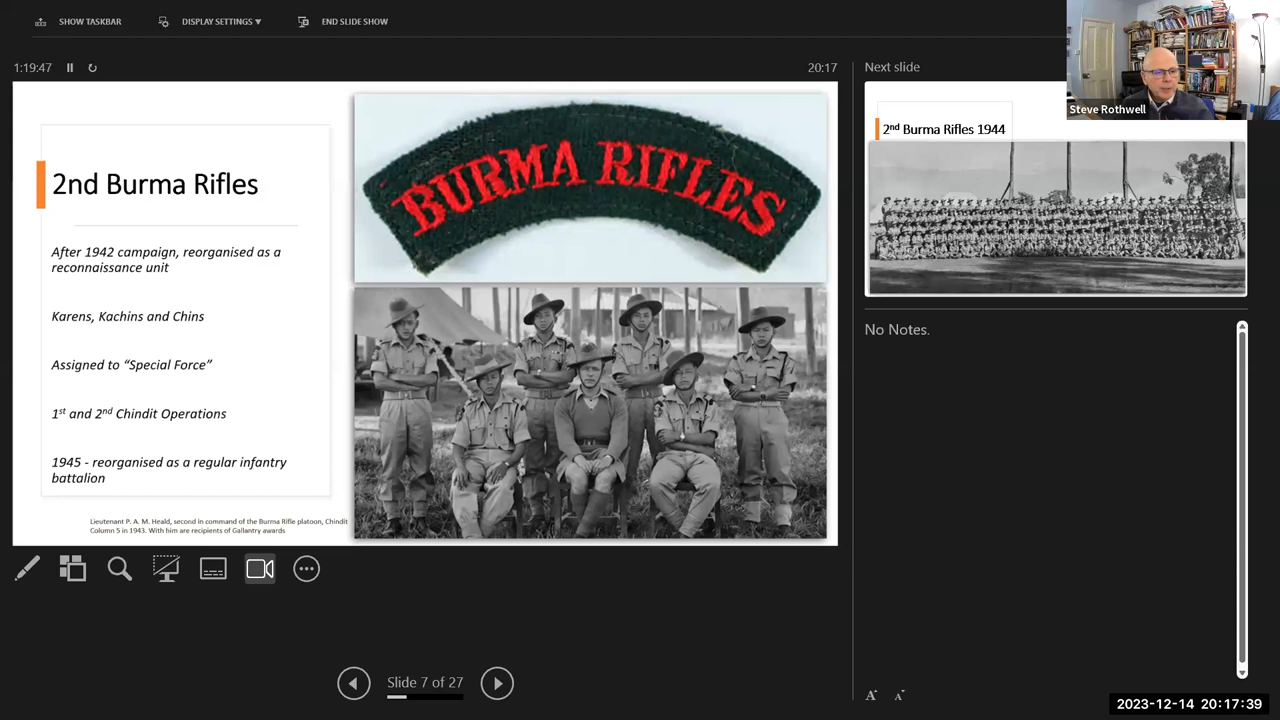 SHOW TASKBAR
DISPLAY SETTINGS ▼
END SLIDE SHOW
1:19:47
20:17
Next slide
Steve Rothwell
2nd Burma Rifles
After 1942 campaign, reorganised as a
reconnaissance unit
Karens, Kachins and Chins
Assigned to “Special Force”
1st and 2nd Chindit Operations
1945 - reorganised as a regular infantry
battalion
Lieutenant P. A. M. Heald, second in command of the Burma Rifle platoon, Chindit
Column 5 in 1943. With him are recipients of Gallantry awards
BURMA RIFLES
2nd Burma Rifles 1944
No Notes.
Slide 7 of 27
A A
2023-12-14 20:17:39